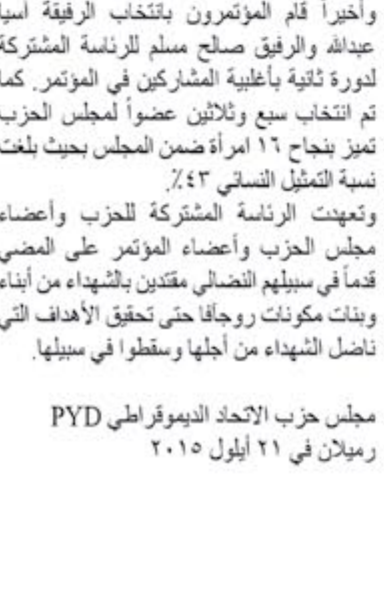 وأخيراً قام المؤتمرون بانتخاب الرفيقة آسيا
عبدالله والرفيق صالح مسلم للرئاسة المشتركة
لدورة ثانية بأغلبية المشاركين في المؤتمر. كما
تم انتخاب سبع وثلاثين عضواً لمجلس الحزب
تميز بنجاح ١٦ امرأة ضمن المجلس بحيث بلغت
نسبة التمثيل النسائي ٤٣٪.
وتعهدت الرئاسة المشتركة للحزب وأعضاء
مجلس الحزب وأعضاء المؤتمر على المضي
قدماً في سبيلهم النضالي مقتدين بالشهداء من أبناء
وبنات مكونات روجآفا حتى تحقيق الأهداف التي
ناضل الشهداء من أجلها وسقطوا في سبيلها.
مجلس حزب الاتحاد الديموقراطي PYD
رميلان في ٢١ أيلول ٢٠١٥